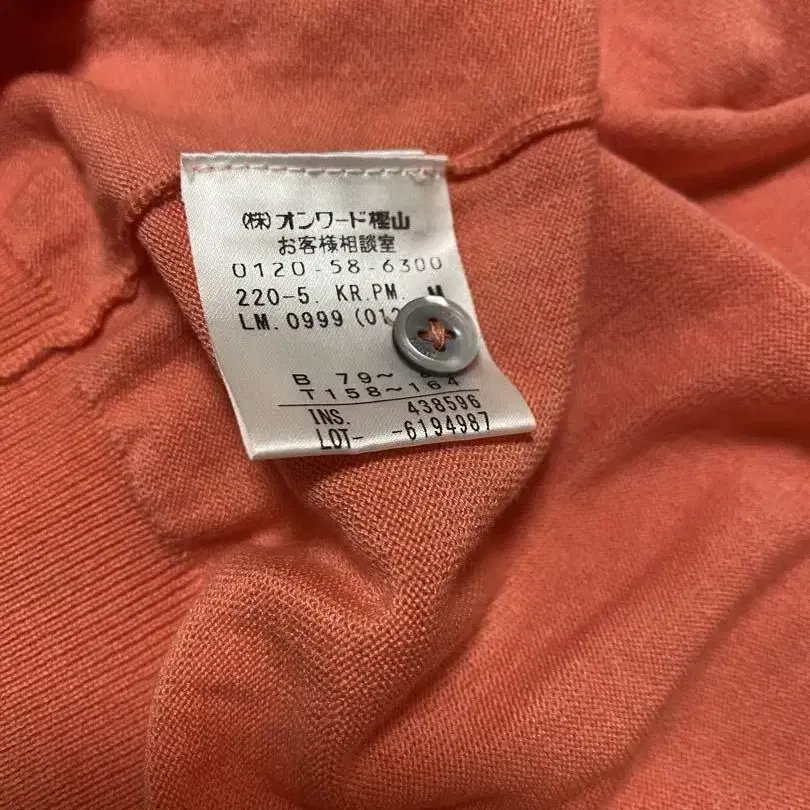 (株)オンワード樫山
お客様相談室
0120-58-6300
220-5. KR.PM. M
LM. 0999 (01
B 79～
T158～164
INS. 438596
LOT- -6194987